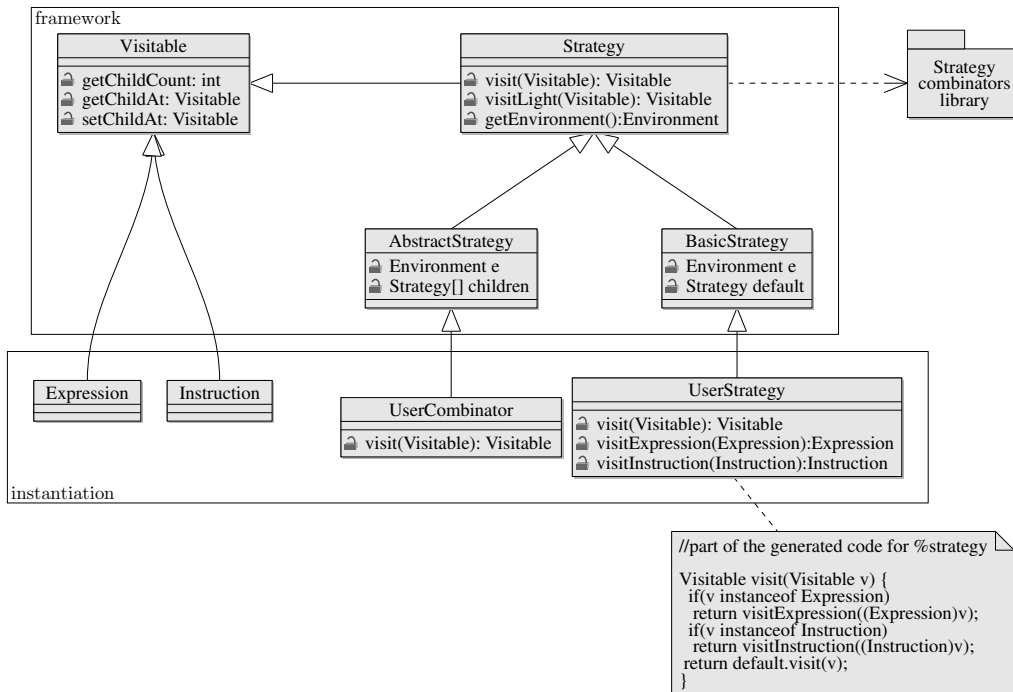 framework
Visitable
getChildCount: int
getChildAt: Visitable
setChildAt: Visitable
Strategy
visit(Visitable): Visitable
visitLight(Visitable): Visitable
getEnvironment():Environment
Strategy
combinators
library
AbstractStrategy
Environment e
Strategy[] children
BasicStrategy
Environment e
Strategy default
Expression
Instruction
UserCombinator
visit(Visitable): Visitable
UserStrategy
visit(Visitable): Visitable
visitExpression(Expression):Expression
visitInstruction(Instruction):Instruction
instantiation
//part of the generated code for %strategy
Visitable visit(Visitable v) {
if(v instanceof Expression)
return visitExpression((Expression)v);
if(v instanceof Instruction)
return visitInstruction((Instruction)v);
return default.visit(v);
}